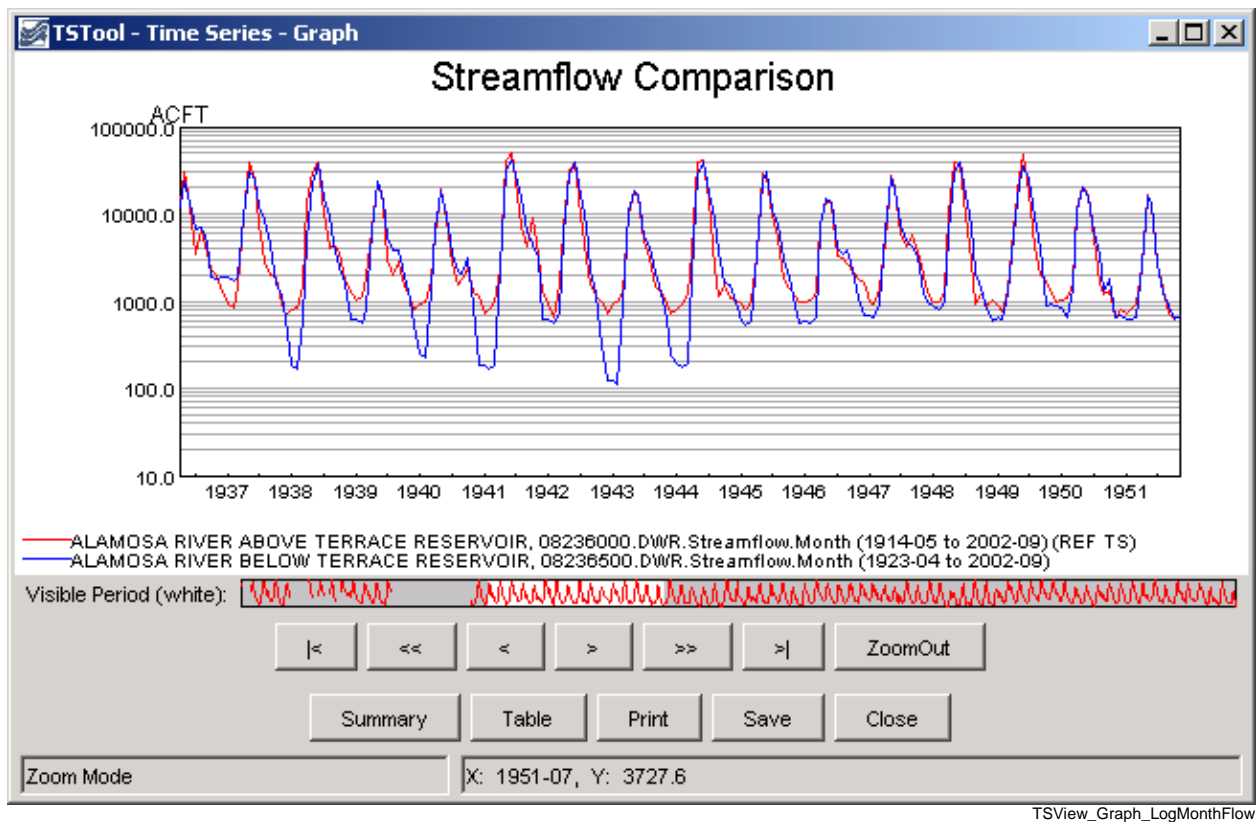 TSTool - Time Series - Graph
Streamflow Comparison
ACFT
100000.0
10000.0
1000.0
100.0
10.0
1937 1938 1939 1940 1941 1942 1943 1944 1945 1946 1947 1948 1949 1950 1951
ALAMOSA RIVER ABOVE TERRACE RESERVOIR, 08236000.DWR.Streamflow.Month (1914-05 to 2002-09) (REF TS)
ALAMOSA RIVER BELOW TERRACE RESERVOIR, 08236500.DWR.Streamflow.Month (1923-04 to 2002-09)
Visible Period (white):
|< << < > >> >| ZoomOut
Summary Table Print Save Close
Zoom Mode X: 1951-07, Y: 3727.6
TSView_Graph_LogMonthFlow